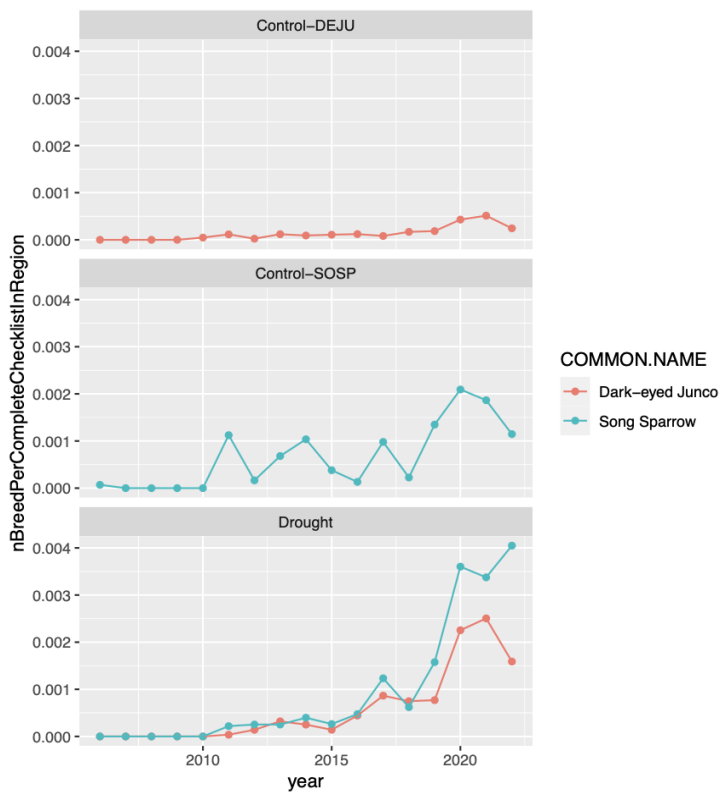 Control-DEJU
0.004
0.003
0.002
0.001
0.000
Control-SOSP
0.004
0.003
0.002
0.001
0.000
Drought
0.004
0.003
0.002
0.001
0.000
2010 2015 2020
year
nBreedPerCompleteChecklistInRegion
COMMON.NAME
Dark-eyed Junco
Song Sparrow